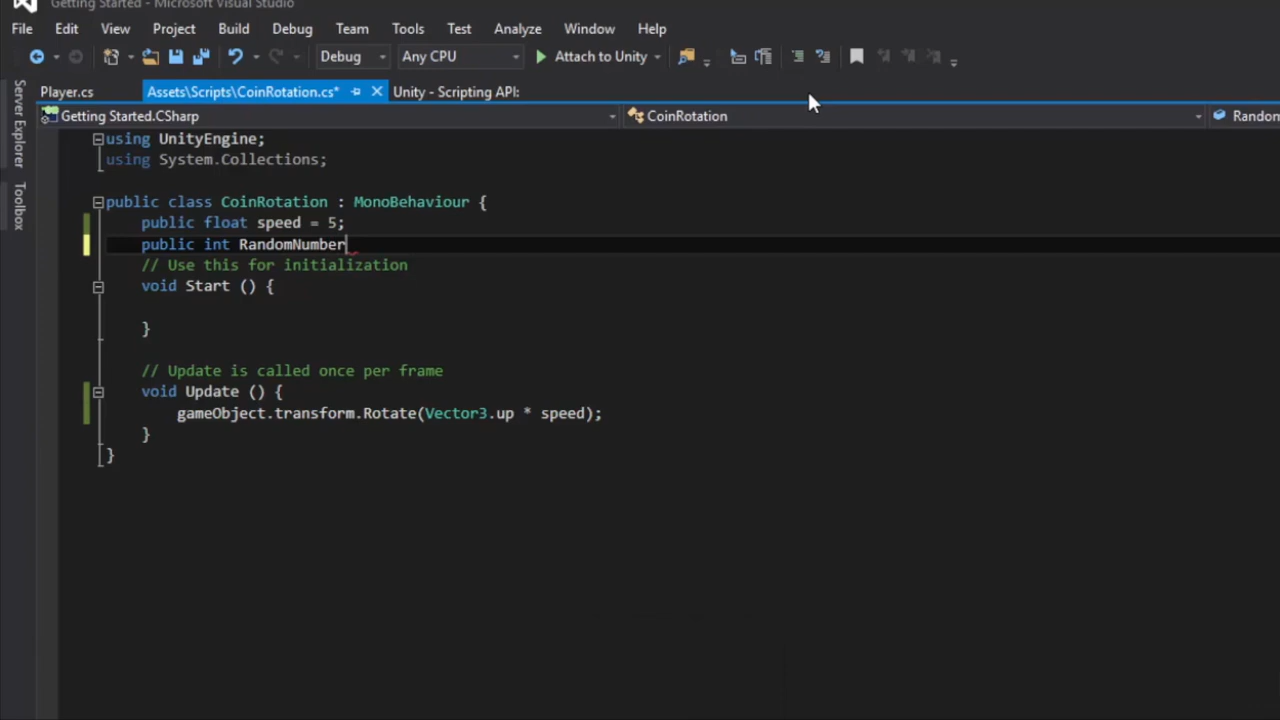 Getting Started - Microsoft Visual Studio
File Edit View Project Build Debug Team Tools Test Analyze Window Help
Debug Any CPU Attach to Unity
Player.cs Assets\Scripts\CoinRotation.cs* Unity - Scripting API:
Getting Started.CSharp CoinRotation Random
Server Explorer
Toolbox
using UnityEngine;
using System.Collections;
public class CoinRotation : MonoBehaviour {
public float speed = 5;
public int RandomNumber
// Use this for initialization
void Start () {
}
// Update is called once per frame
void Update () {
gameObject.transform.Rotate(Vector3.up * speed);
}
}